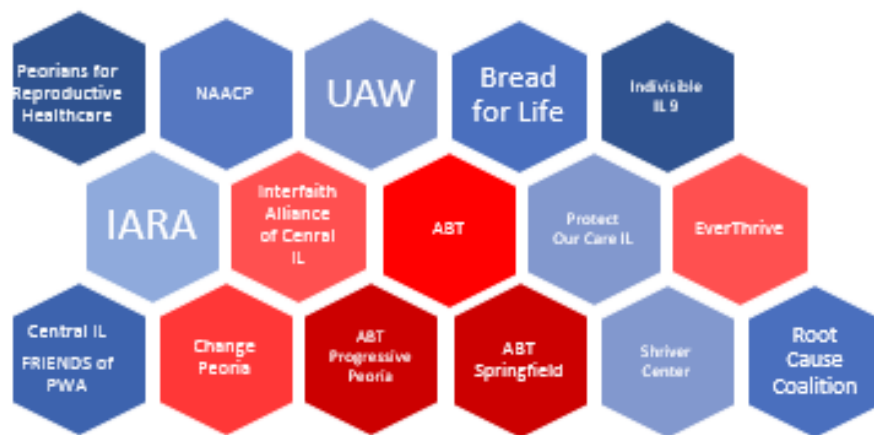 Peorians for
Reproductive
Healthcare
NAACP
UAW
Bread
for Life
Indivisible
IL 9
IARA
Interfaith
Alliance
of Cenral
IL
ABT
Protect
Our Care IL
EverThrive
Central IL
FRIENDS of
PWA
Change
Peoria
ABT
Progressive
Peoria
ABT
Springfield
Shriver
Center
Root
Cause
Coalition